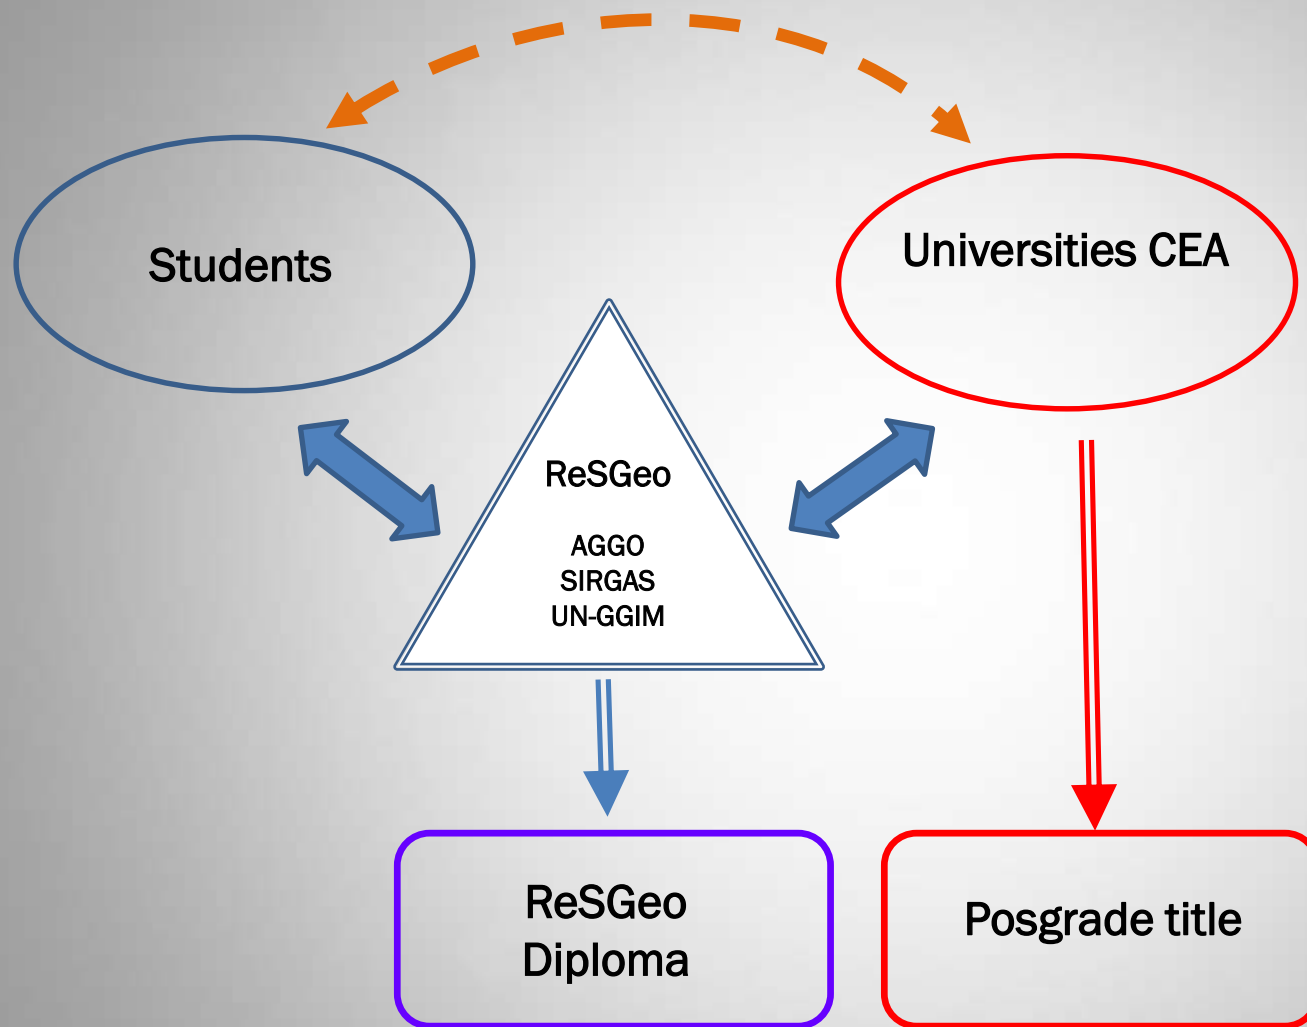 Students
Universities CEA
ReSGeo
AGGO
SIRGAS
UN-GGIM
ReSGeo
Diploma
Posgrade title